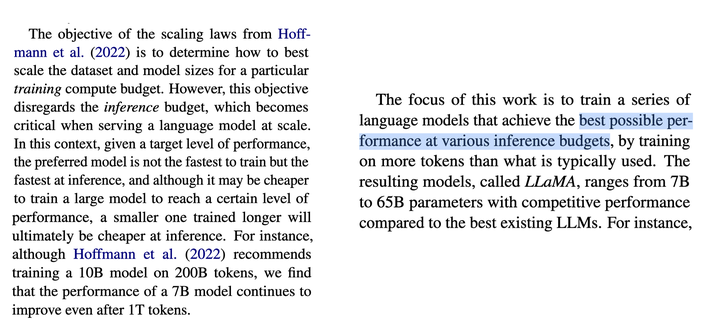 The objective of the scaling laws from Hoff-
mann et al. (2022) is to determine how to best
scale the dataset and model sizes for a particular
training compute budget. However, this objective
disregards the inference budget, which becomes
critical when serving a language model at scale.
In this context, given a target level of performance,
the preferred model is not the fastest to train but the
fastest at inference, and although it may be cheaper
to train a large model to reach a certain level of
performance, a smaller one trained longer will
ultimately be cheaper at inference. For instance,
although Hoffmann et al. (2022) recommends
training a 10B model on 200B tokens, we find
that the performance of a 7B model continues to
improve even after 1T tokens.
The focus of this work is to train a series of
language models that achieve the best possible per-
formance at various inference budgets, by training
on more tokens than what is typically used. The
resulting models, called LLaMA, ranges from 7B
to 65B parameters with competitive performance
compared to the best existing LLMs. For instance,